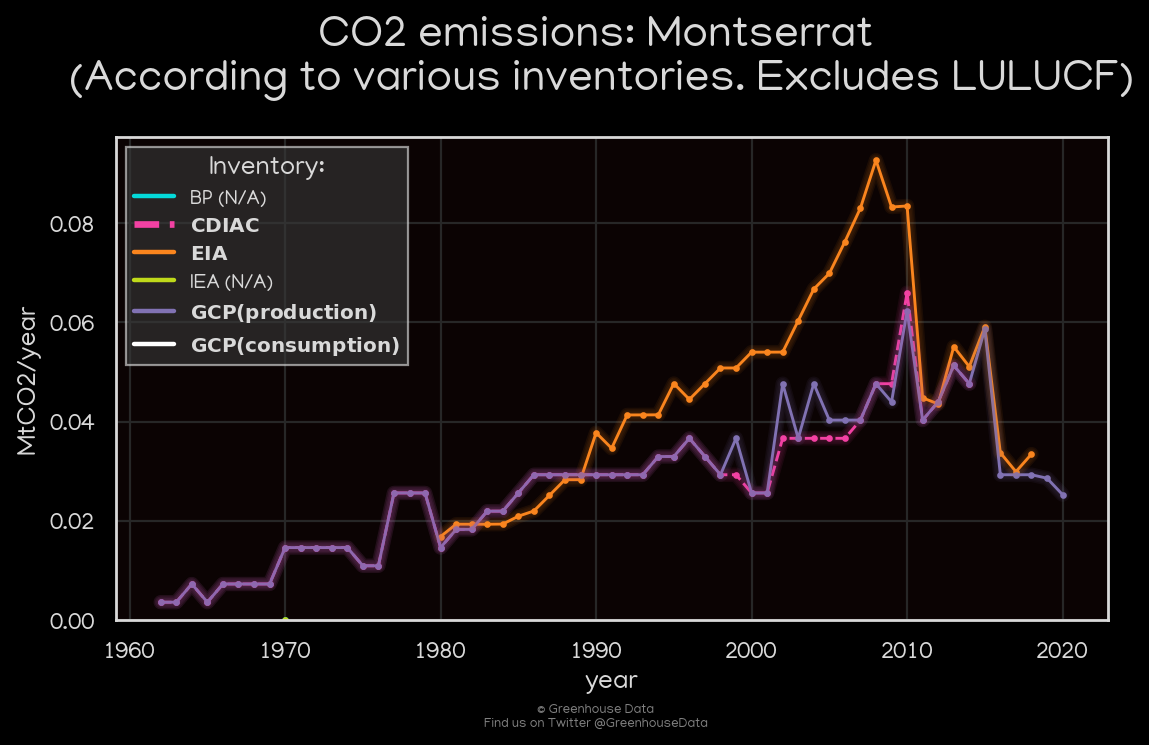 CO2 emissions: Montserrat
(According to various inventories. Excludes LULUCF)
Inventory:
BP (N/A)
CDIAC
EIA
IEA (N/A)
GCP(production)
GCP(consumption)
MtCO2/year
0.08
0.06
0.04
0.02
0.00
1960 1970 1980 1990 2000 2010 2020
year
© Greenhouse Data
Find us on Twitter @GreenhouseData